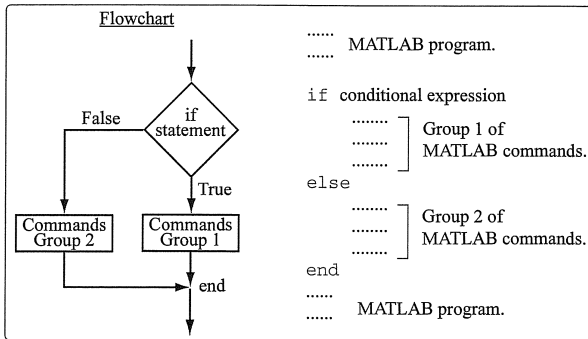 Flowchart
False
if
statement
True
Commands
Group 2
Commands
Group 1
end
...... MATLAB program.
......
if conditional expression
........
........ Group 1 of
........ MATLAB commands.
else
........
........ Group 2 of
........ MATLAB commands.
end
......
...... MATLAB program.